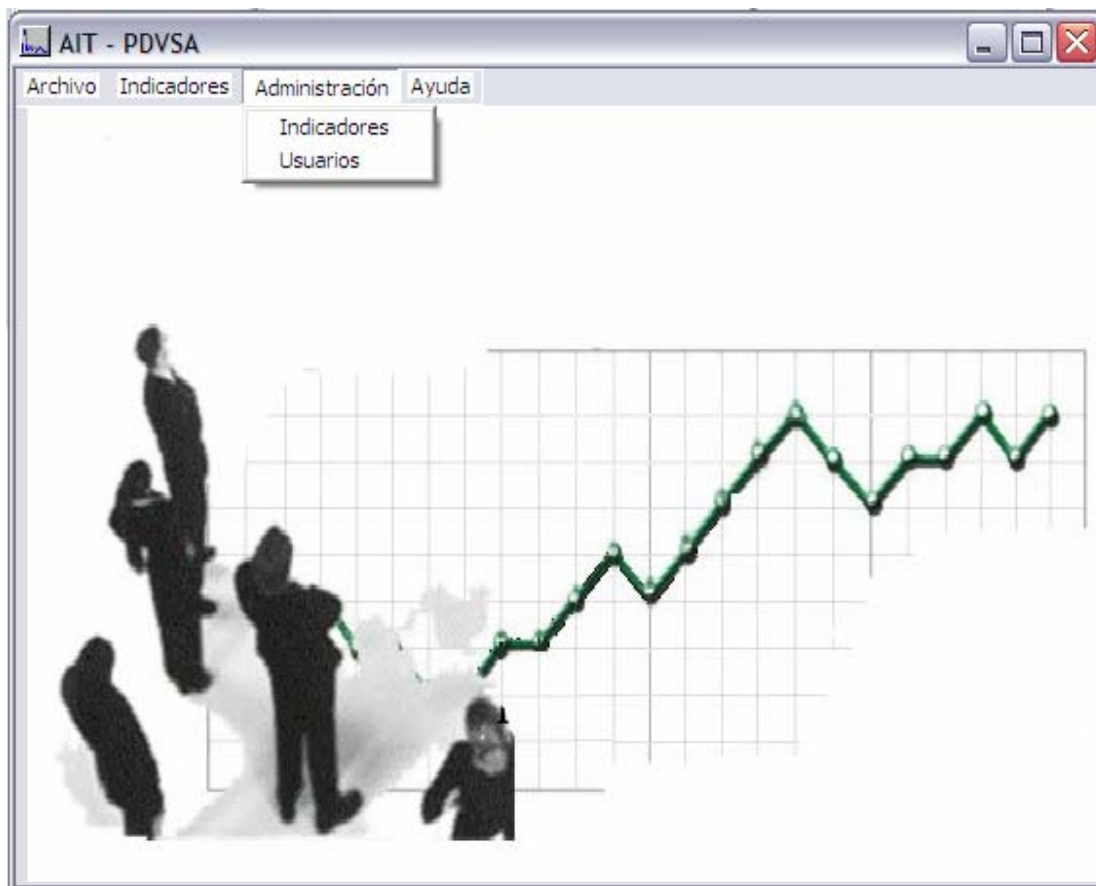 AIT - PDVSA
Archivo Indicadores Administración Ayuda
Indicadores
Usuarios